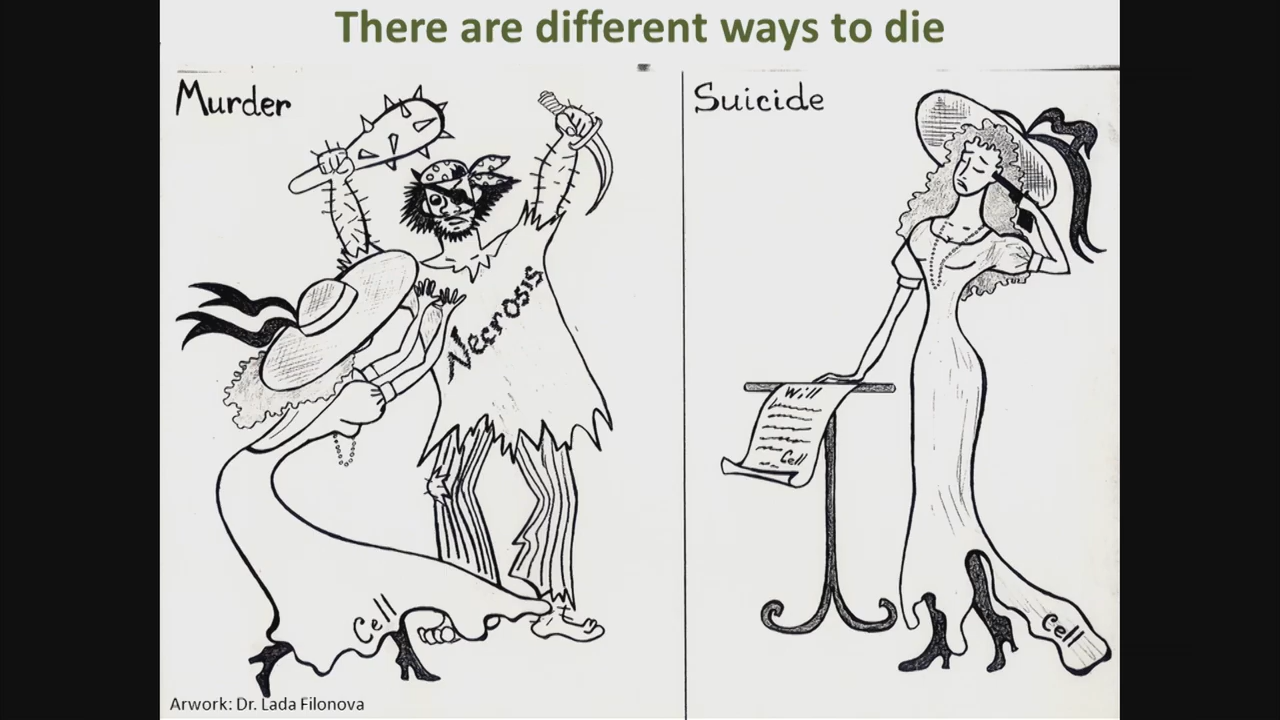 There are different ways to die
Murder
Necrosis
Cell
Suicide
Will
Cell
Cell
Arwork: Dr. Lada Filonova